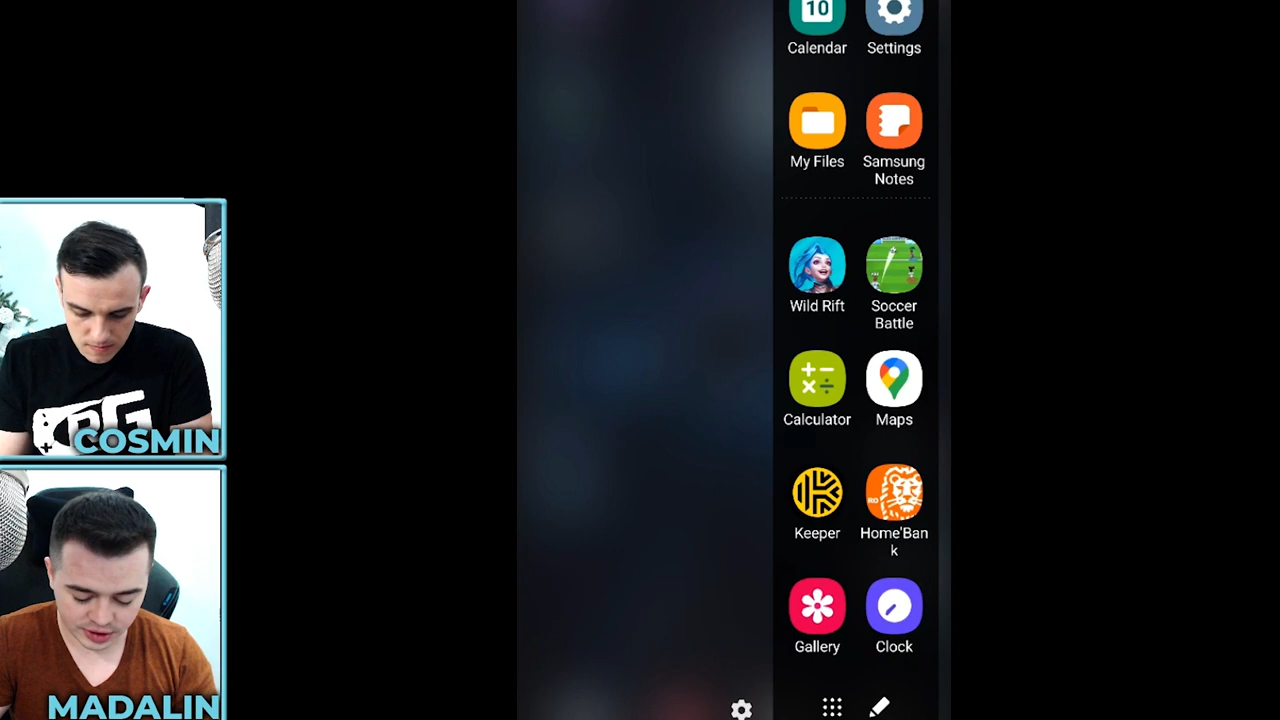 10
Calendar
Settings
My Files
Samsung
Notes
Wild Rift
Soccer
Battle
Calculator
Maps
Keeper
RO
Home'Ban
k
Gallery
Clock
COSMIN
MADALIN